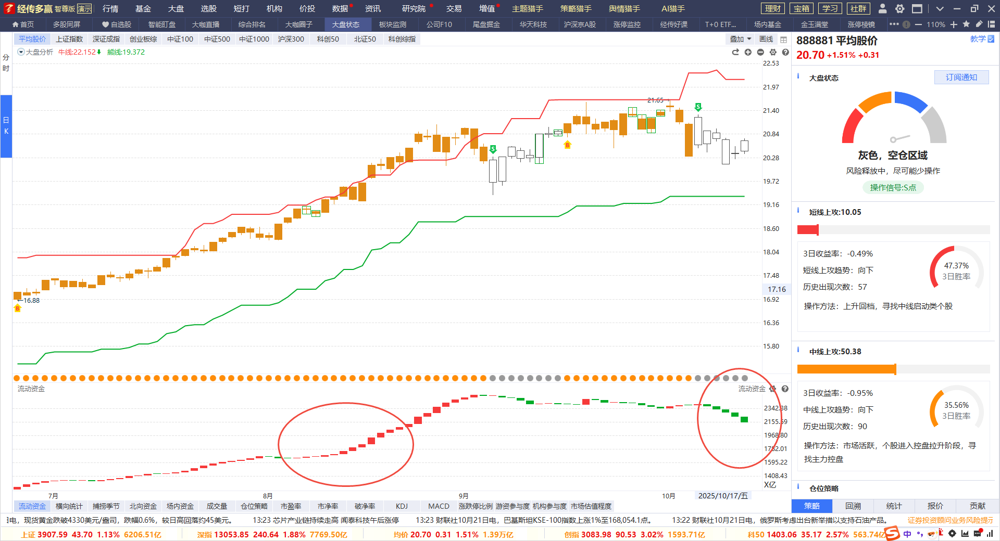 经传多赢 智尊版 演示 行情 基金 大盘 选股 短打 机构 价投 数据 资讯 研究院 交易 增值 主题猎手 策略猎手 舆情猎手 AI猎手 理财 宝箱 学习 社群
首页 多股同屏 自选股 智能盯盘 大咖直播 综合排名 大咖圈子 大盘状态 板块监测 公司F10 尾盘掘金 华天科技 沪深京A股 涨停监控 经传好课 T+0 ETF... 场内基金 金玉满堂 涨停棱镜 110%
平均股价 上证指数 深证成指 创业板综 中证100 中证500 中证1000 沪深300 科创50 北证50 科创综指 叠加 画线
分时
日K
大盘分析 牛线:22.152 熊线:19.372
22.53
21.97
21.40
20.84
20.28
19.72
19.16
18.60
18.04
17.48
17.16
16.92
16.36
15.80
21.65
16.88
S
S
B
B
流动资金
流动资金
2342.38
2155.59
1968.80
1782.01
1595.22
1408.43
X亿
7月 8月 9月 10月 2025/10/17/五
流动资金 横向统计 捕捞季节 北向资金 场内资金 成交量 仓位策略 市盈率 市净率 破净率 KDJ MACD 涨跌停比例 游资参与度 机构参与度 市场估值程度
888881 平均股价 教学
20.70 +1.51% +0.31
大盘状态 订阅通知
灰色，空仓区域
风险释放中，尽可能少操作
操作信号:S点
短线上攻:10.05
3日收益率：-0.49%
短线上攻趋势：向下
历史出现次数：57
47.37%
3日胜率
操作方法：上升回档，寻找中线启动类个股
中线上攻:50.38
3日收益率：-0.95%
中线上攻趋势：向下
历史出现次数：90
35.56%
3日胜率
操作方法：市场活跃，个股进入控盘拉升阶段，寻
找主力控盘
仓位策略
策略 回溯 统计 报价 贡献
日电，现货黄金跌破4330美元/盎司，跌幅0.6%，较日高回落约45美元。 13:23 芯片产业链持续走高 闻泰科技午后涨停 13:23 财联社10月21日电，巴基斯坦KSE-100指数上涨1%至168,054.1点。 13:22 财联社10月21日电，俄罗斯考虑出台新举措以支持石油产品。 证券投资顾问业务风险提示
上证 3907.59 43.70 1.13% 6206.51亿 深指 13053.85 240.64 1.88% 7769.50亿 均价 20.70 0.31 1.51% 1.39万亿 创指 3083.98 90.53 3.02% 1593.71亿 科50 1403.06 35.17 2.57% 563.74亿 中